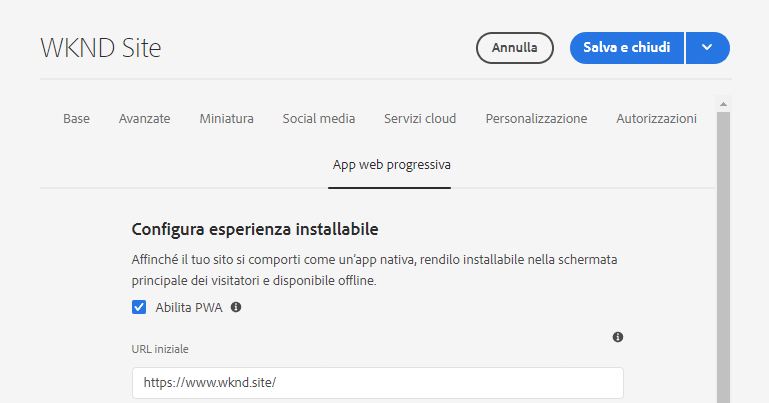 WKND Site
Annulla
Salva e chiudi
Base
Avanzate
Miniatura
Social media
Servizi cloud
Personalizzazione
Autorizzazioni
App web progressiva
Configura esperienza installabile
Affinché il tuo sito si comporti come un'app nativa, rendilo installabile nella schermata
principale dei visitatori e disponibile offline.
Abilita PWA
URL iniziale
https://www.wknd.site/